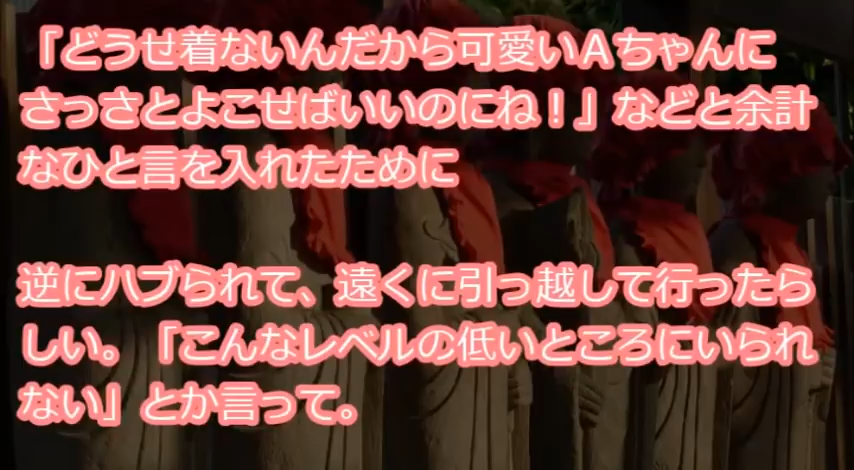 「どうせ着ないんだから可愛いAちゃんに
さっさとよこせばいいのにね！」などと余計
なひと言を入れたために
逆にハブられて、遠くに引っ越して行ったら
しい。「こんなレベルの低いところにいられ
ない」とか言って。